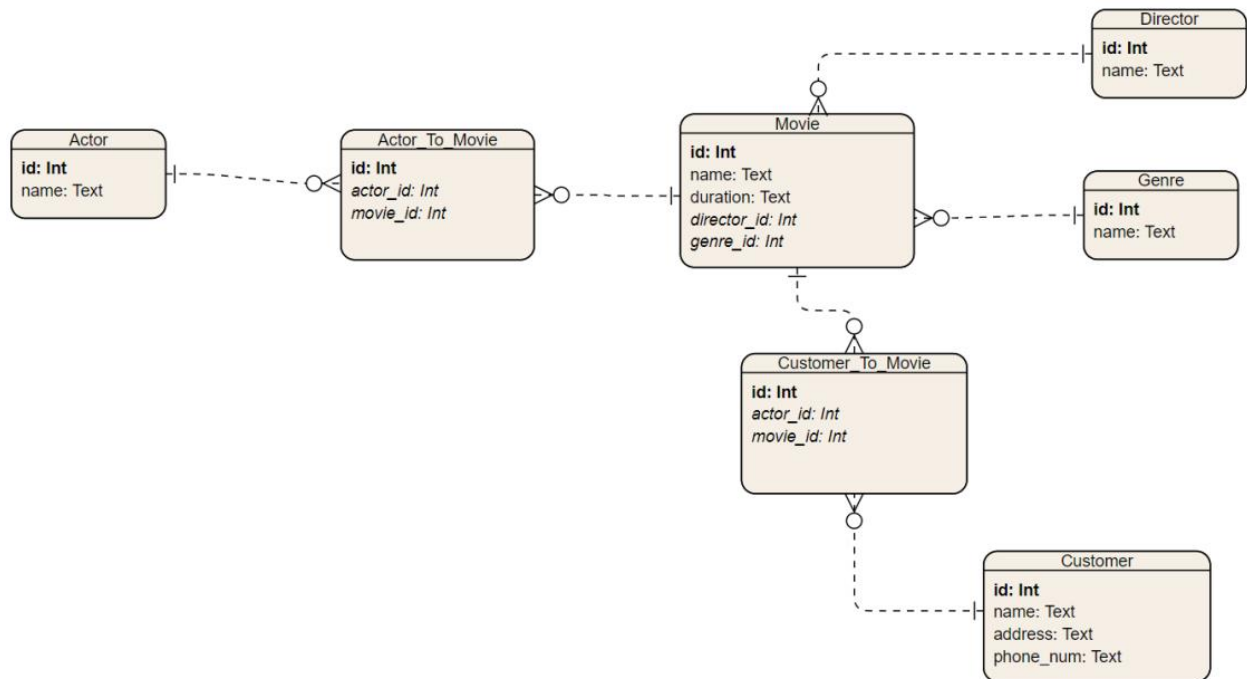 Director
id: Int
name: Text
Actor
id: Int
name: Text
Actor_To_Movie
id: Int
actor_id: Int
movie_id: Int
Movie
id: Int
name: Text
duration: Text
director_id: Int
genre_id: Int
Genre
id: Int
name: Text
Customer_To_Movie
id: Int
actor_id: Int
movie_id: Int
Customer
id: Int
name: Text
address: Text
phone_num: Text